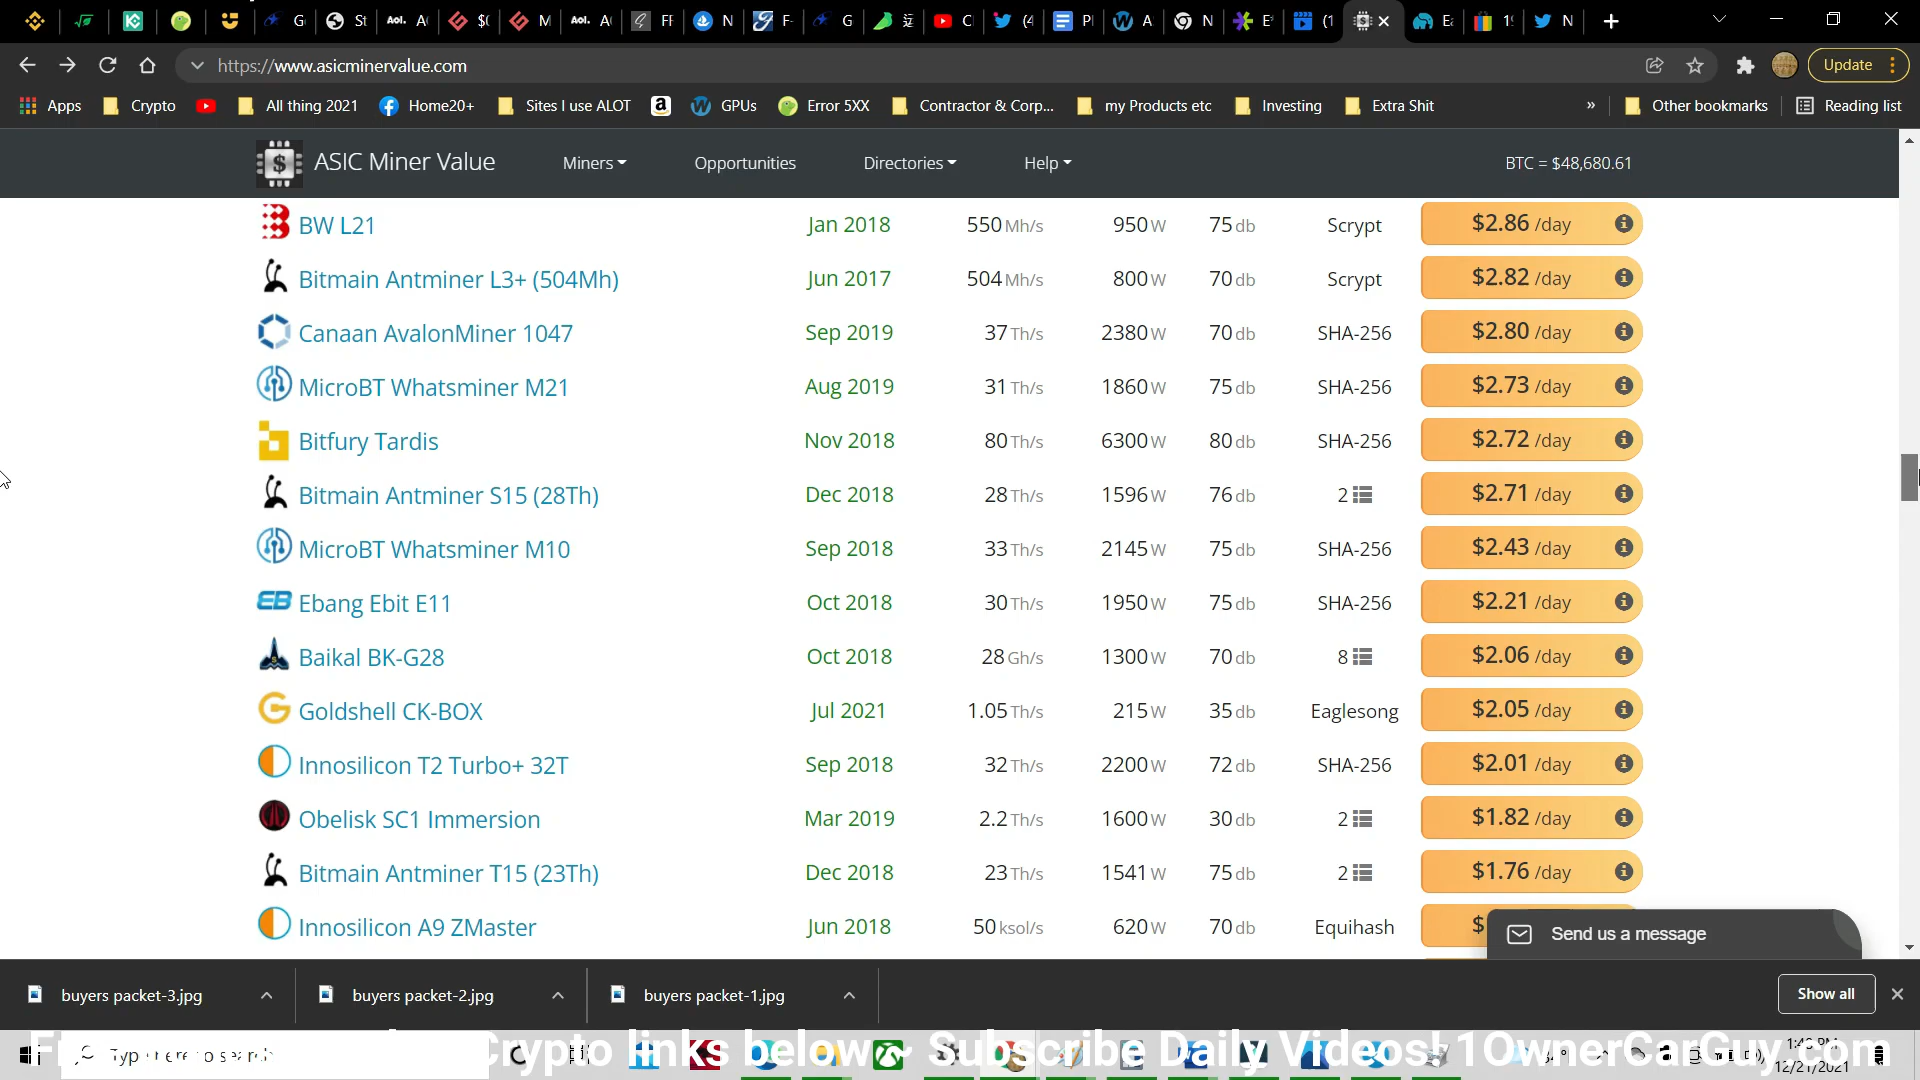 https://www.asicminervalue.com
Update
Apps Crypto All thing 2021 Home20+ Sites I use ALOT GPUs Error 5XX Contractor & Corp... my Products etc Investing Extra Shit » Other bookmarks Reading list
ASIC Miner Value Miners Opportunities Directories Help BTC = $48,680.61
BW L21 Jan 2018 550 Mh/s 950 W 75 db Scrypt $2.86 /day
Bitmain Antminer L3+ (504Mh) Jun 2017 504 Mh/s 800 W 70 db Scrypt $2.82 /day
Canaan AvalonMiner 1047 Sep 2019 37 Th/s 2380 W 70 db SHA-256 $2.80 /day
MicroBT Whatsminer M21 Aug 2019 31 Th/s 1860 W 75 db SHA-256 $2.73 /day
Bitfury Tardis Nov 2018 80 Th/s 6300 W 80 db SHA-256 $2.72 /day
Bitmain Antminer S15 (28Th) Dec 2018 28 Th/s 1596 W 76 db 2 $2.71 /day
MicroBT Whatsminer M10 Sep 2018 33 Th/s 2145 W 75 db SHA-256 $2.43 /day
Ebang Ebit E11 Oct 2018 30 Th/s 1950 W 75 db SHA-256 $2.21 /day
Baikal BK-G28 Oct 2018 28 Gh/s 1300 W 70 db 8 $2.06 /day
Goldshell CK-BOX Jul 2021 1.05 Th/s 215 W 35 db Eaglesong $2.05 /day
Innosilicon T2 Turbo+ 32T Sep 2018 32 Th/s 2200 W 72 db SHA-256 $2.01 /day
Obelisk SC1 Immersion Mar 2019 2.2 Th/s 1600 W 30 db 2 $1.82 /day
Bitmain Antminer T15 (23Th) Dec 2018 23 Th/s 1541 W 75 db 2 $1.76 /day
Innosilicon A9 ZMaster Jun 2018 50 ksol/s 620 W 70 db Equihash $
Send us a message
buyers packet-3.jpg buyers packet-2.jpg buyers packet-1.jpg Show all
Crypto links below ~ Subscribe Daily Videos! 1OwnerCarGuy.com
12/21/2021